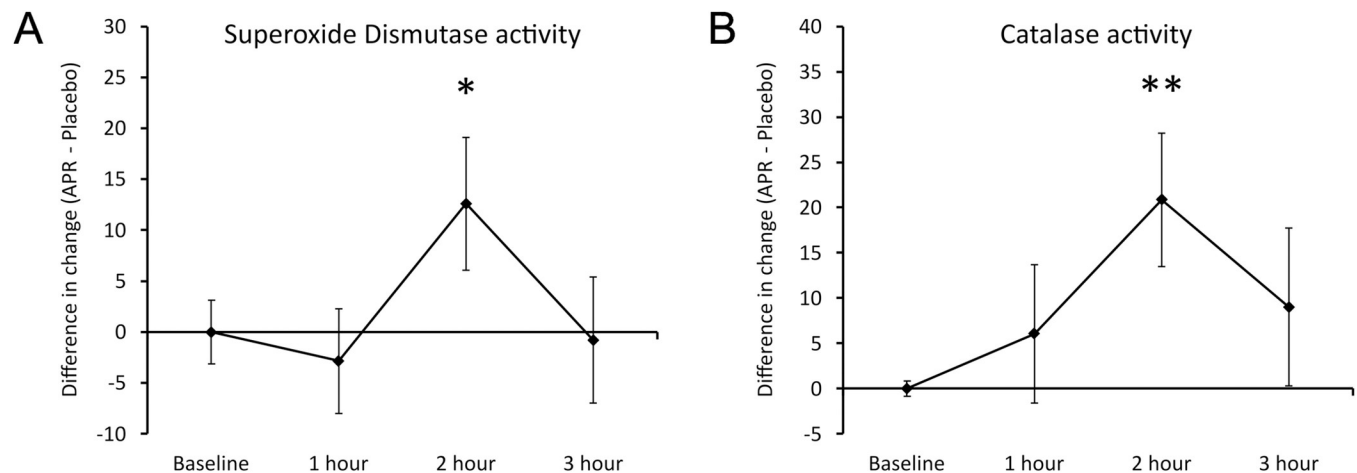 A
Superoxide Dismutase activity
Difference in change (APR - Placebo)
30
25
20
15
10
5
0
-5
-10
*
Baseline 1 hour 2 hour 3 hour
B
Catalase activity
Difference in change (APR - Placebo)
40
35
30
25
20
15
10
5
0
-5
**
Baseline 1 hour 2 hour 3 hour